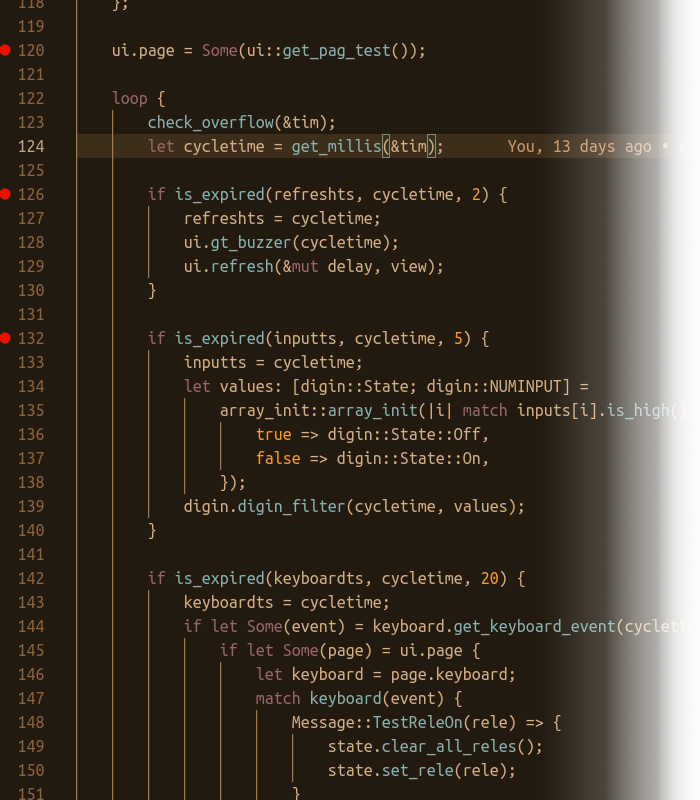 118 };
119
120 ui.page = Some(ui::get_pag_test());
121
122 loop {
123 check_overflow(&tim);
124 let cycletime = get_millis(&tim); You, 13 days ago •
125
126 if is_expired(refreshts, cycletime, 2) {
127 refreshts = cycletime;
128 ui.gt_buzzer(cycletime);
129 ui.refresh(&mut delay, view);
130 }
131
132 if is_expired(inputts, cycletime, 5) {
133 inputts = cycletime;
134 let values: [digin::State; digin::NUMINPUT] =
135 array_init::array_init(|i| match inputs[i].is_high()
136 true => digin::State::Off,
137 false => digin::State::On,
138 });
139 digin.digin_filter(cycletime, values);
140 }
141
142 if is_expired(keyboardts, cycletime, 20) {
143 keyboardts = cycletime;
144 if let Some(event) = keyboard.get_keyboard_event(cycleti
145 if let Some(page) = ui.page {
146 let keyboard = page.keyboard;
147 match keyboard(event) {
148 Message::TestReleOn(rele) => {
149 state.clear_all_reles();
150 state.set_rele(rele);
151 }